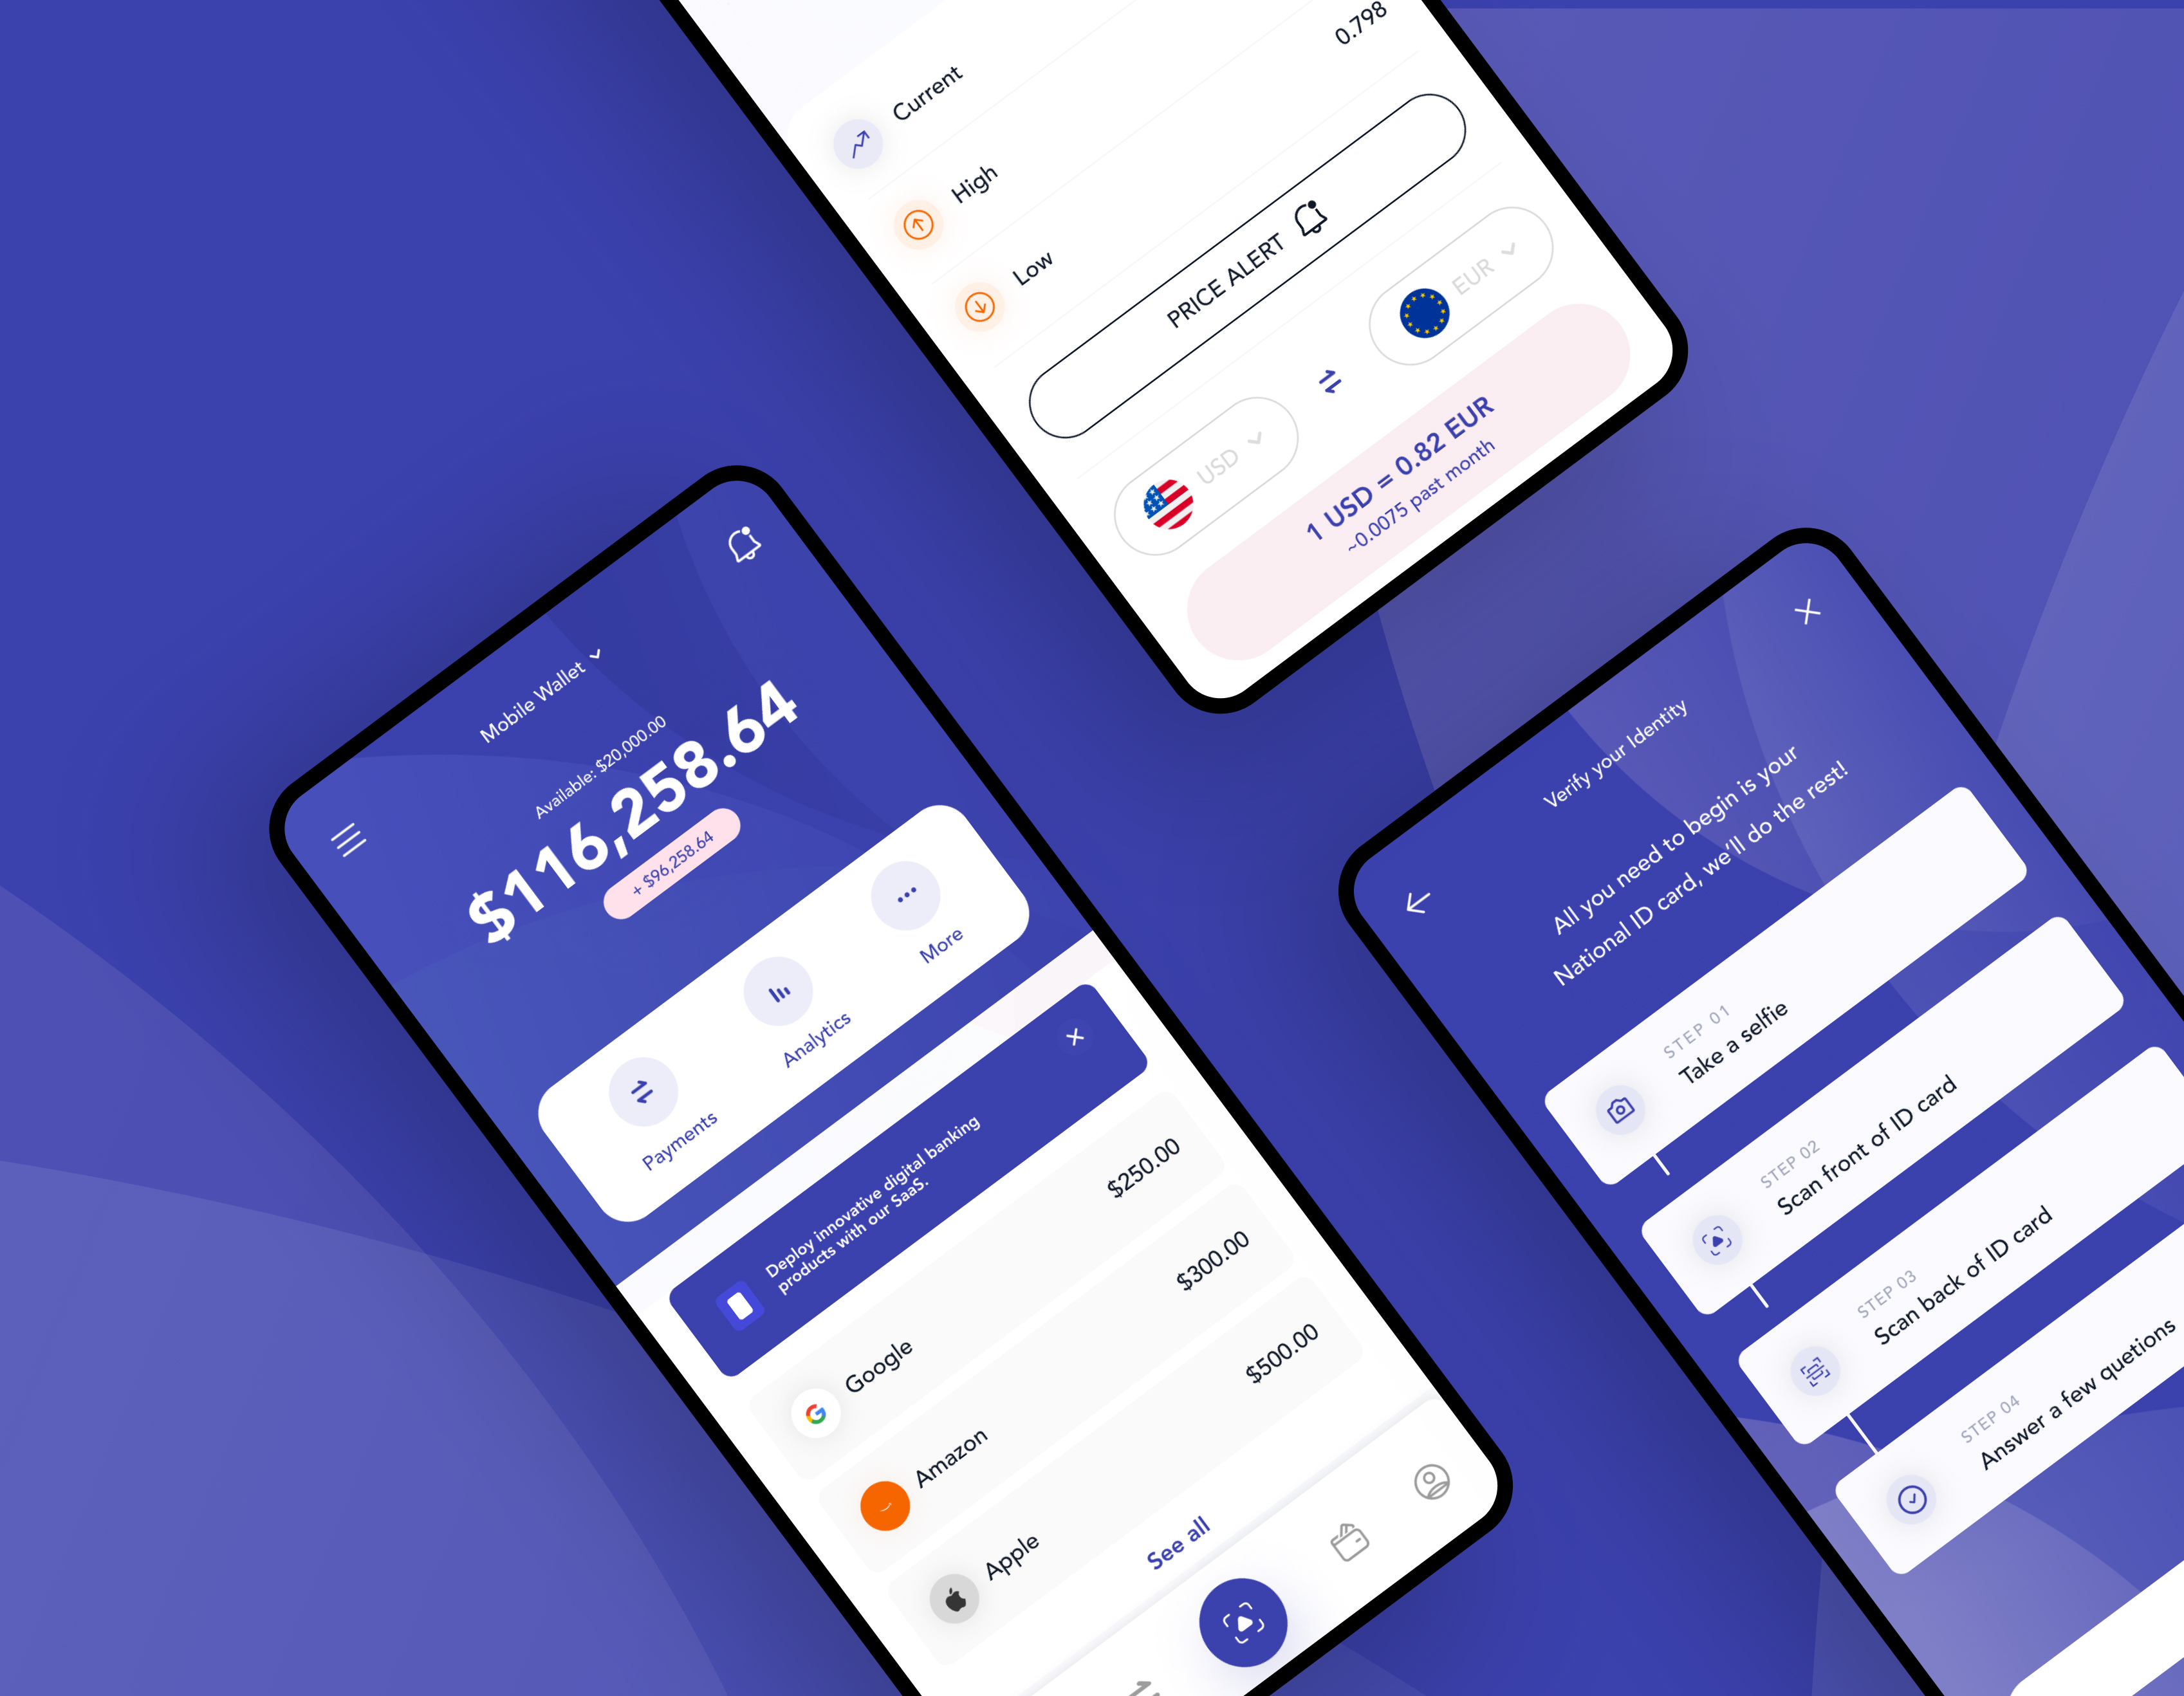 Current
0.798
High
Low
PRICE ALERT
USD
EUR
1 USD = 0.82 EUR
~0.0075 past month
Mobile Wallet
Available: $20,000.00
$116,258.64
+ $96,258.64
Payments
Analytics
More
Deploy innovative digital banking
products with our SaaS.
Google
$250.00
Amazon
$300.00
Apple
$500.00
See all
Verify your Identity
All you need to begin is your
National ID card, we'll do the rest!
STEP 01
Take a selfie
STEP 02
Scan front of ID card
STEP 03
Scan back of ID card
STEP 04
Answer a few quetions